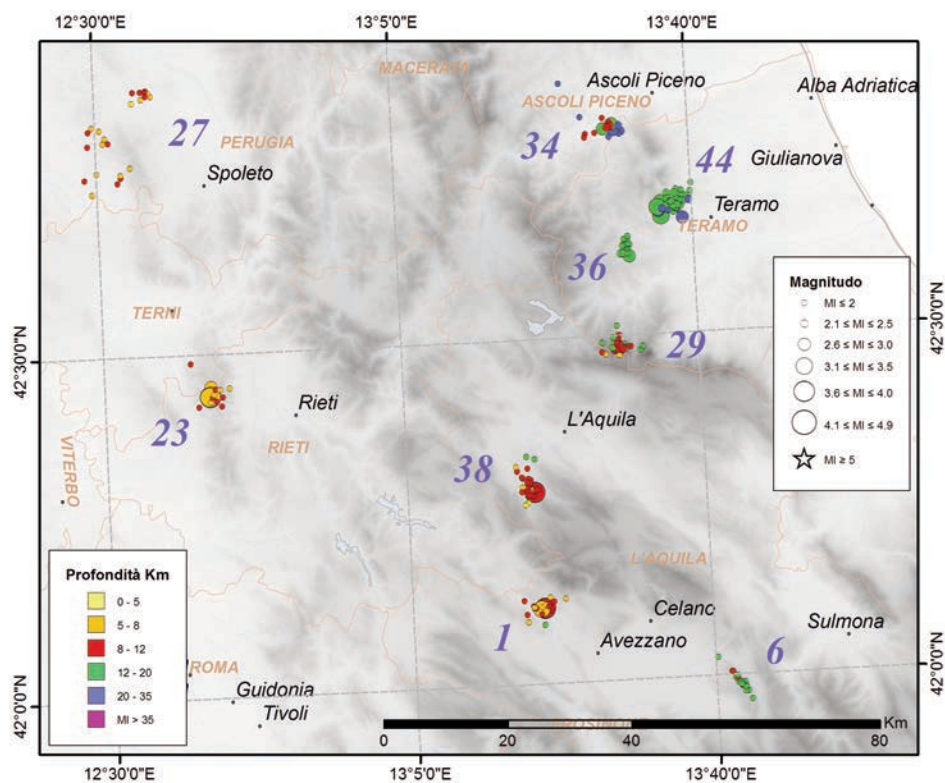 12°30'0"E
13°5'0"E
13°40'0"E
MACERATA
Ascoli Piceno
Alba Adriatica
ASCOLI PICENO
27
34
44
PERUGIA
Giulianova
Spoleto
Teramo
TERAMO
36
Magnitudo
Ml ≤ 2
2.1 ≤ Ml ≤ 2.5
2.6 ≤ Ml ≤ 3.0
3.1 ≤ Ml ≤ 3.5
3.6 ≤ Ml ≤ 4.0
4.1 ≤ Ml ≤ 4.9
Ml ≥ 5
TERNI
29
42°30'0"N
42°30'0"N
Rieti
L'Aquila
23
RIETI
VITERBO
38
Profondità Km
0 - 5
5 - 8
8 - 12
12 - 20
20 - 35
Ml > 35
L'AQUILA
1
Celano
Avezzano
6
Sulmona
ROMA
Guidonia
Tivoli
42°0'0"N
42°0'0"N
FROSINONE
Km
0
20
40
80
12°30'0"E
13°5'0"E
13°40'0"E